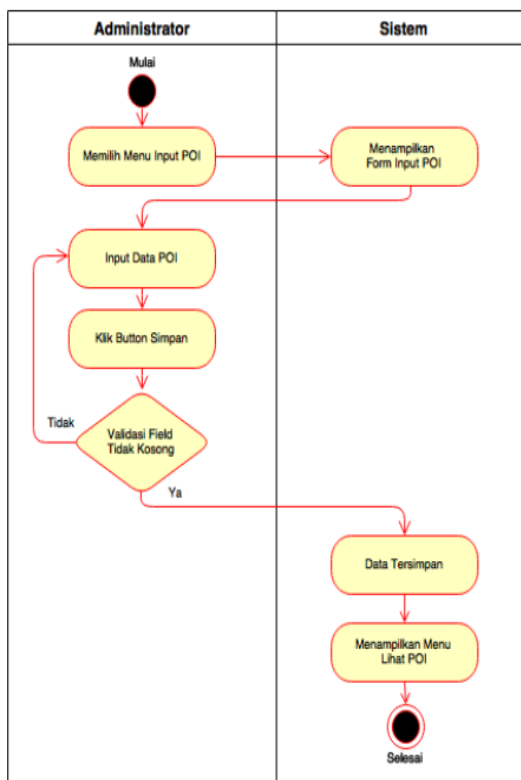 Administrator
Sistem
Mulai
Memilih Menu Input POI
Menampilkan
Form Input POI
Input Data POI
Klik Button Simpan
Tidak
Validasi Field
Tidak Kosong
Ya
Data Tersimpan
Menampilkan Menu
Lihat POI
Selesai